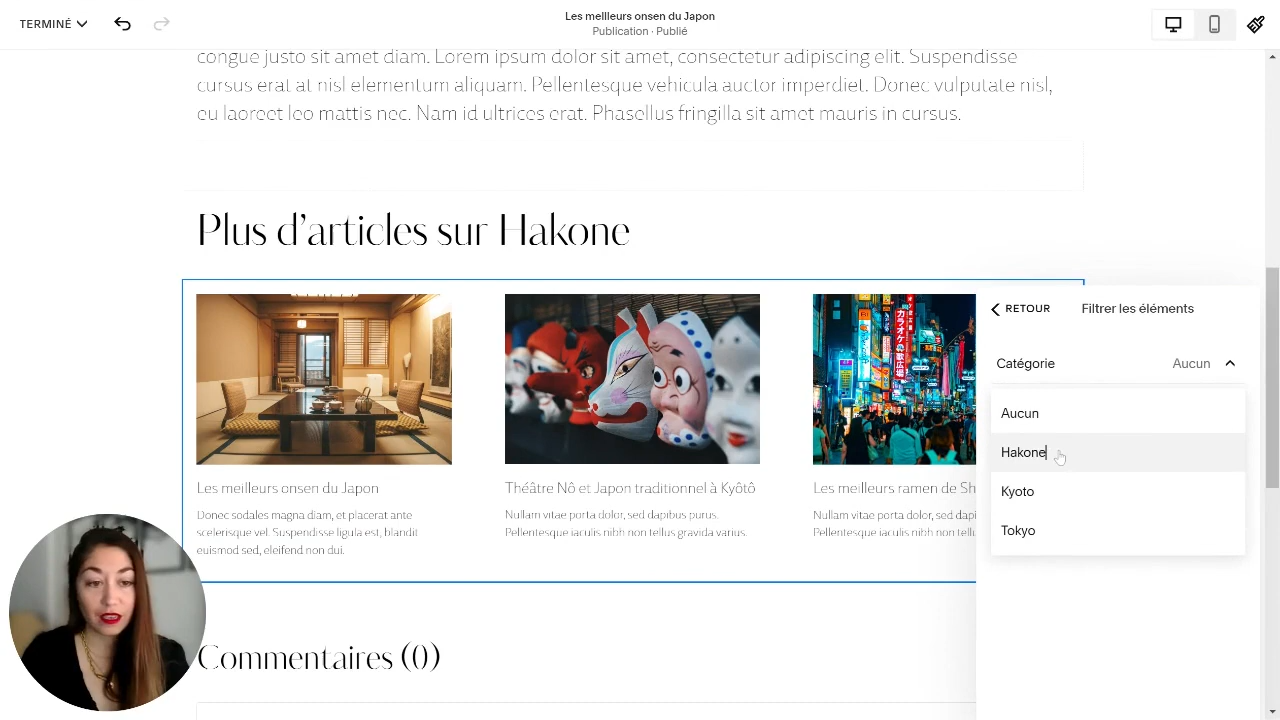 TERMINÉ
Les meilleurs onsen du Japon
Publication · Publié
congue justo sit amet diam. Lorem ipsum dolor sit amet, consectetur adipiscing elit. Suspendisse
cursus erat at nisl elementum aliquam. Pellentesque vehicula auctor imperdiet. Donec vulputate nisl,
eu laoreet leo mattis nec. Nam id ultrices erat. Phasellus fringilla sit amet mauris in cursus.
Plus d’articles sur Hakone
Les meilleurs onsen du Japon
Donec sodales magna diam, et placerat ante
scelerisque vel. Suspendisse ligula est, blandit
euismod sed, eleifend non dui.
Théâtre Nô et Japon traditionnel à Kyôtô
Nullam vitae porta dolor, sed dapibus purus.
Pellentesque iaculis nibh non tellus gravida varius.
Les meilleurs ramen de Sh
Nullam vitae porta dolor, sed dapi
Pellentesque iaculis nibh non tellu
RETOUR
Filtrer les éléments
Catégorie
Aucun
Aucun
Hakone
Kyoto
Tokyo
Commentaires (0)